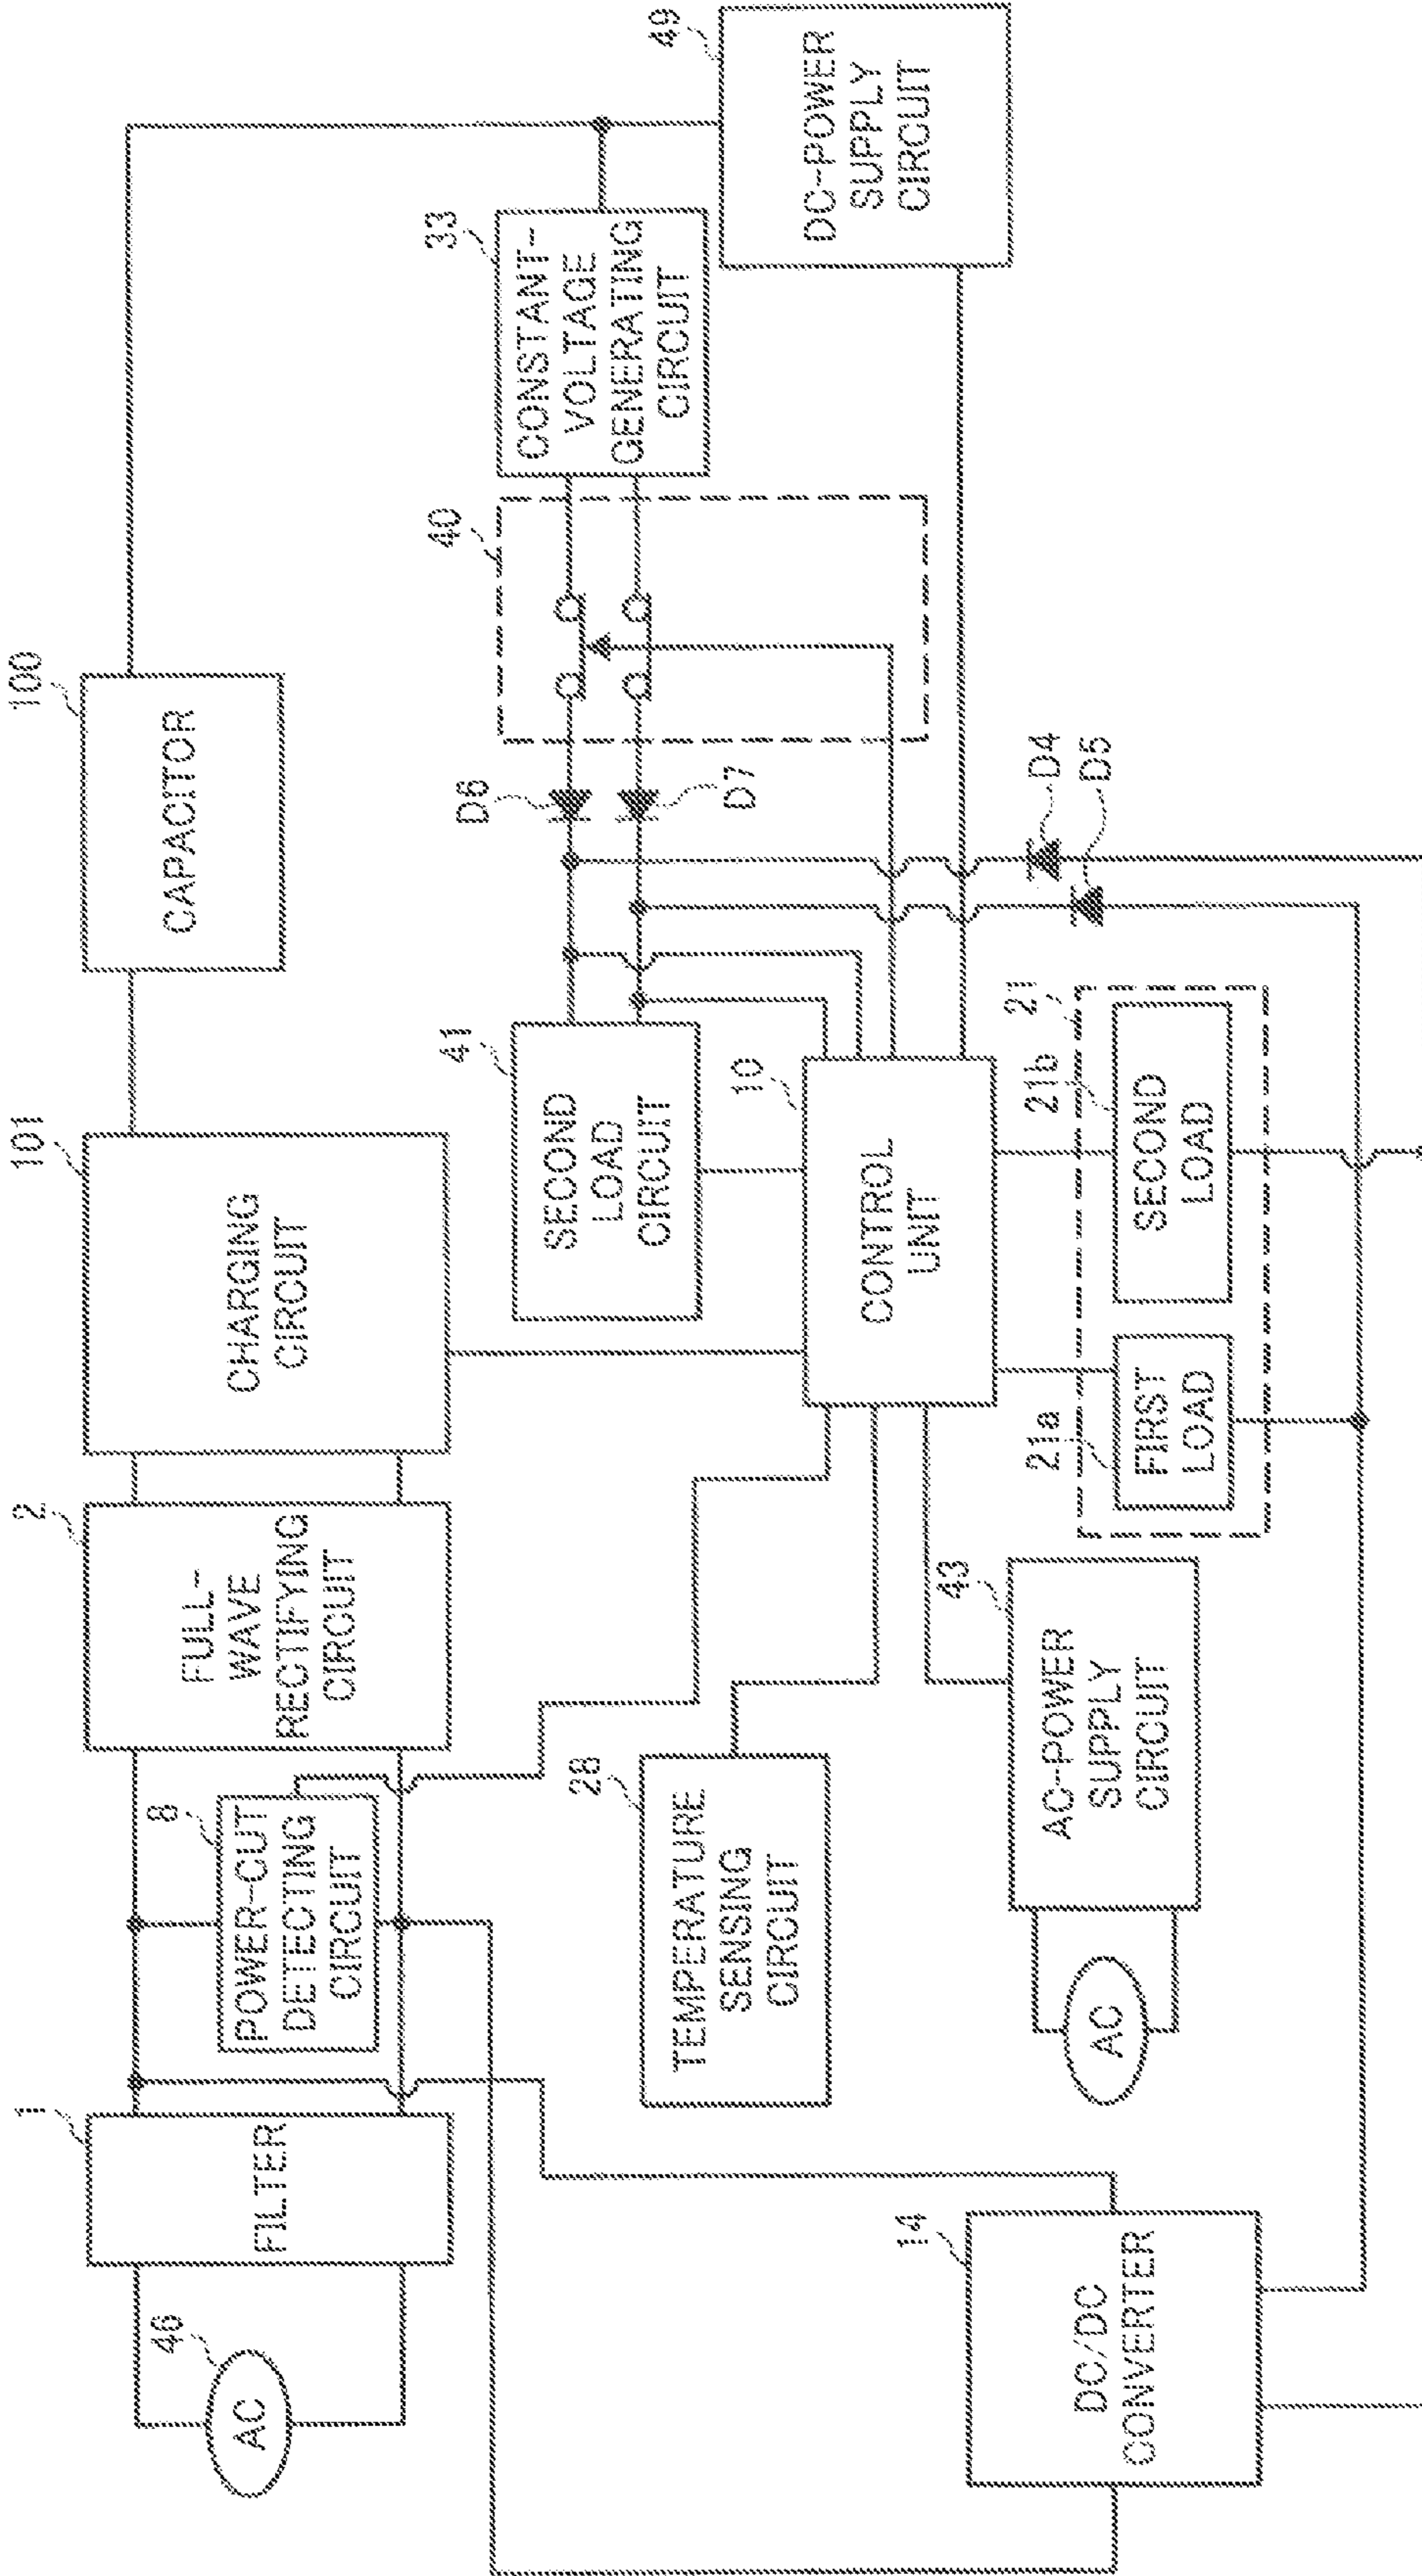 46
AC
1
FILTER
8
POWER-CUT
DETECTING
CIRCUIT
2
FULL-
WAVE
RECTIFYING
CIRCUIT
101
CHARGING
CIRCUIT
100
CAPACITOR
28
TEMPERATURE
SENSING
CIRCUIT
41
SECOND
LOAD
CIRCUIT
D6
D7
40
33
CONSTANT-
VOLTAGE
GENERATING
CIRCUIT
49
DC-POWER
SUPPLY
CIRCUIT
10
CONTROL
UNIT
14
DC/DC
CONVERTER
AC
43
AC-POWER
SUPPLY
CIRCUIT
21a
FIRST
LOAD
21b
SECOND
LOAD
21
D4
D5